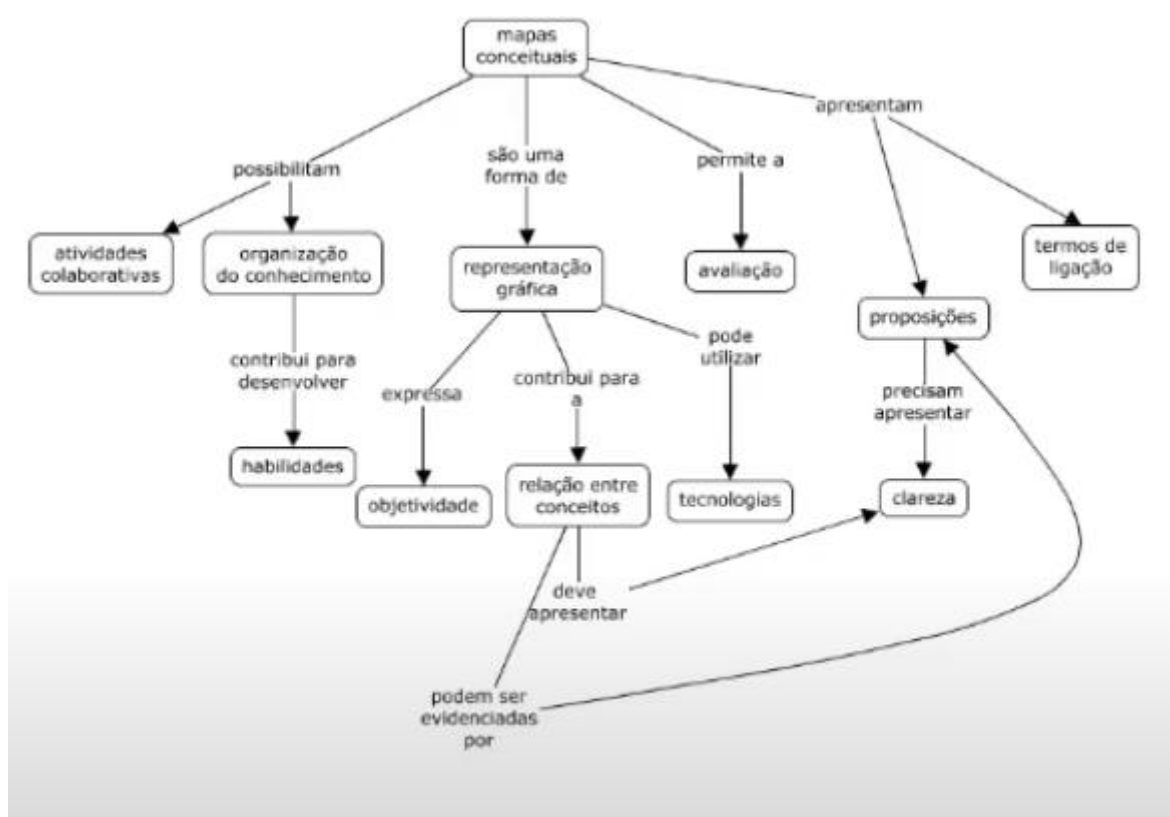 mapas
conceituais
apresentam
são uma
forma de
permite a
possibilitam
atividades
colaborativas
organização
do conhecimento
representação
gráfica
avaliação
termos de
ligação
proposições
pode
utilizar
contribui para
desenvolver
expressa
contribui para
a
precisam
apresentar
habilidades
objetividade
relação entre
conceitos
tecnologias
clareza
deve
apresentar
podem ser
evidenciadas
por